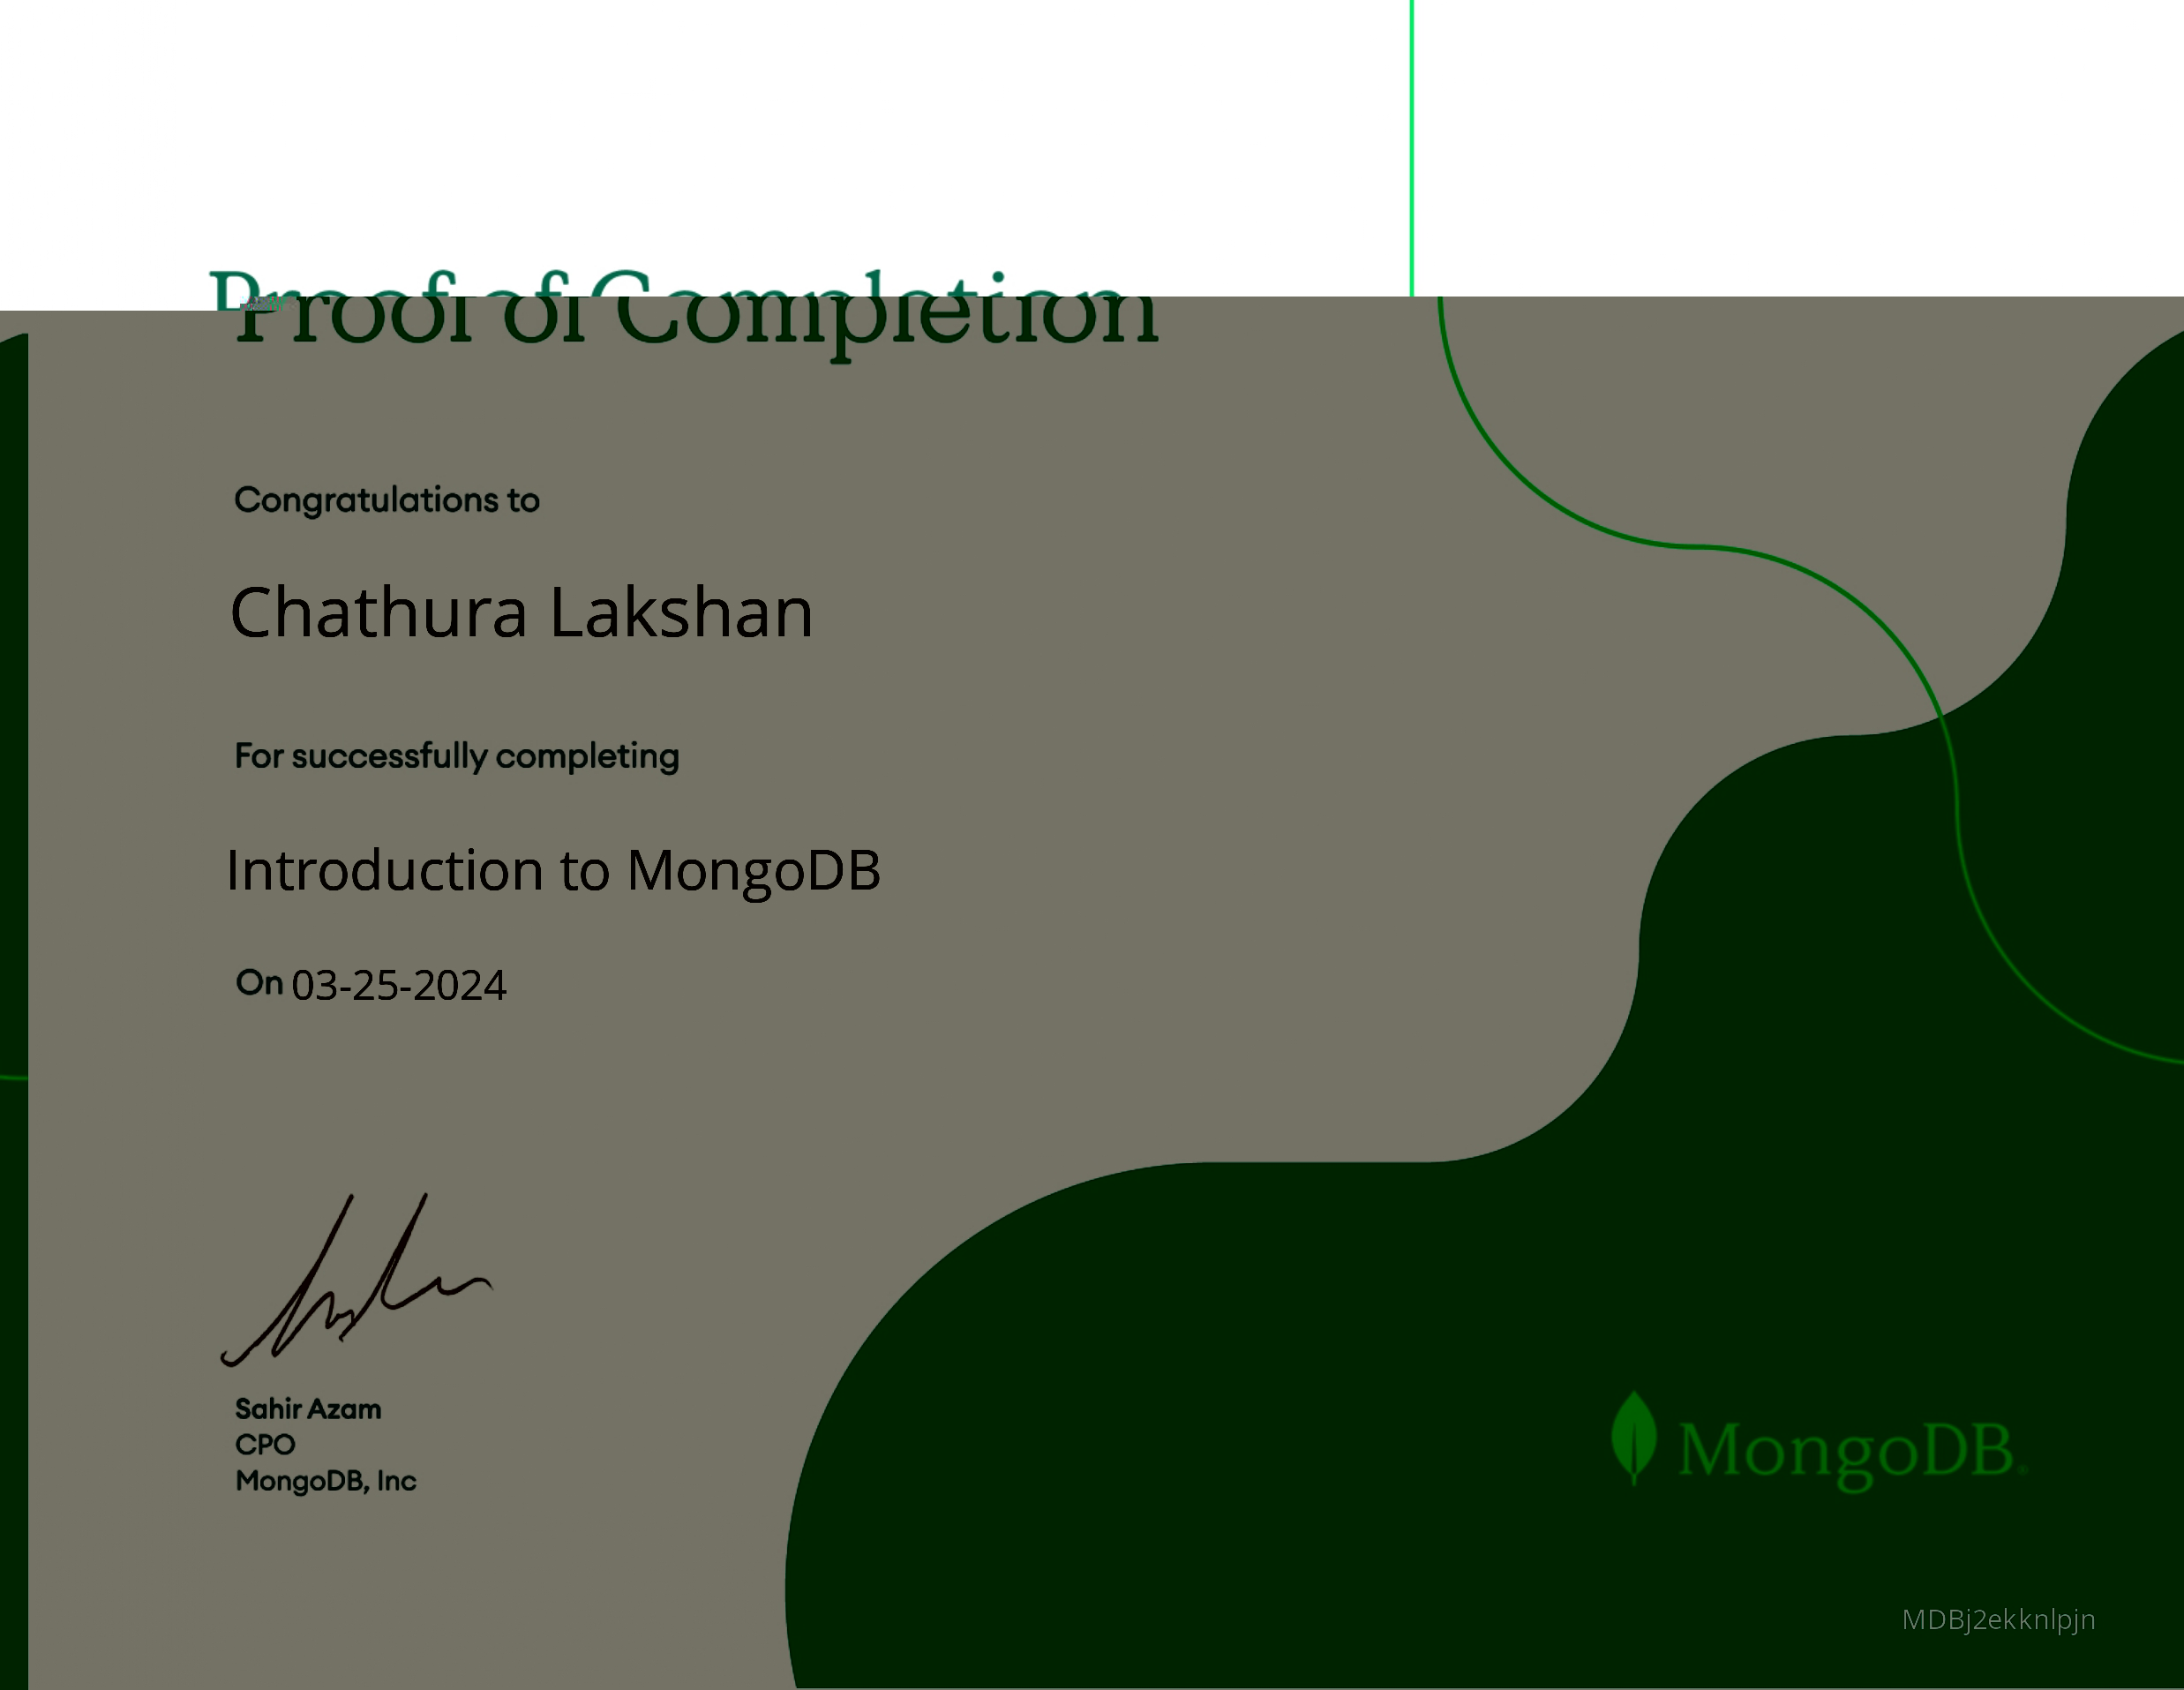 Proof of Completion
Congratulations to
Chathura Lakshan
For successfully completing
Introduction to MongoDB
On 03-25-2024
Sahir Azam
CPO
MongoDB, Inc
MongoDB®
MDBj2ekknlpjn